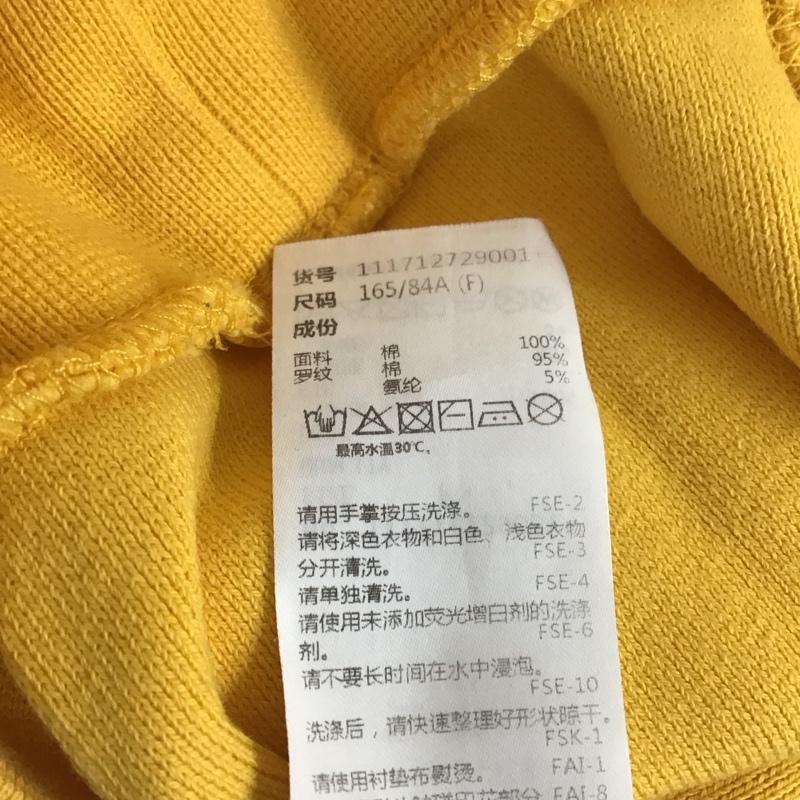 货号 111712729001
尺码 165/84A (F)
成份
面料 棉 100%
罗纹 棉 95%
氨纶 5%
最高水温30℃。
请用手掌按压洗涤。 FSE-2
请将深色衣物和白色、浅色衣物
FSE-3
分开清洗。
请单独清洗。 FSE-4
请使用未添加荧光增白剂的洗涤
FSE-6
剂。
请不要长时间在水中浸泡。
FSE-10
洗涤后，请快速整理好形状晾干。
FSK-1
请使用衬垫布熨烫。 FAI-1
印花部分 FAI-8